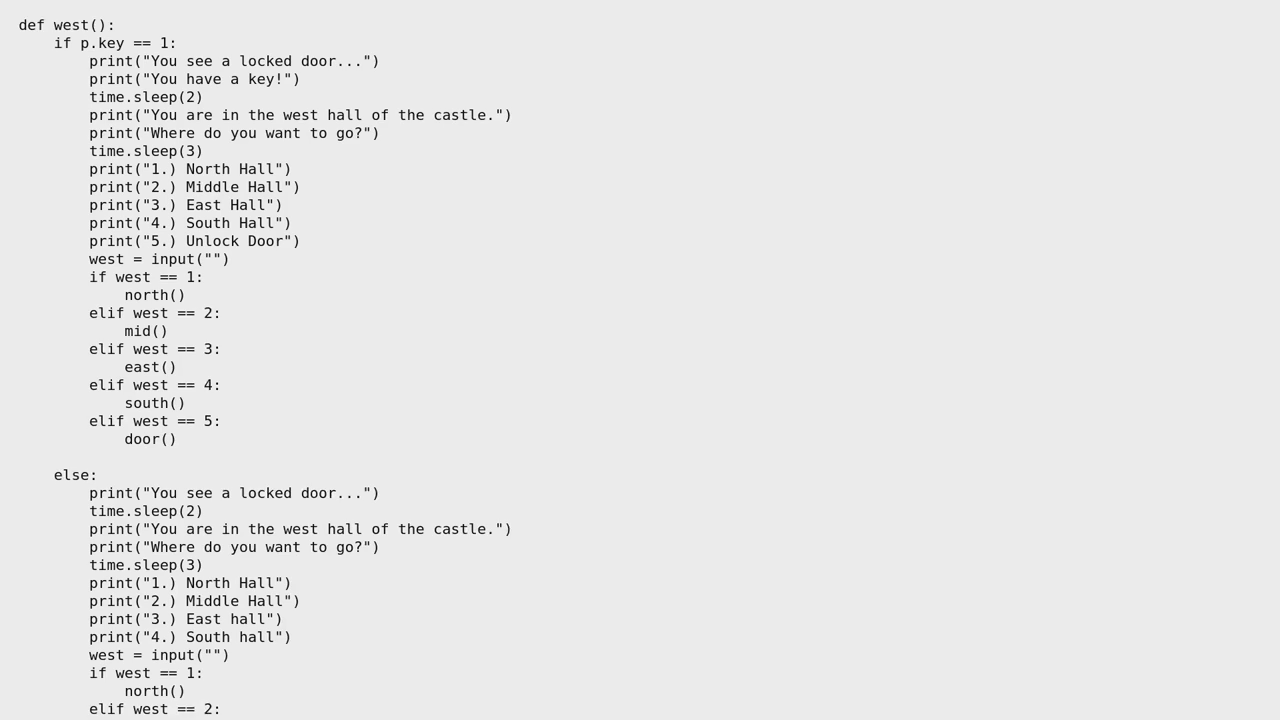 def west():
    if p.key == 1:
        print("You see a locked door...")
        print("You have a key!")
        time.sleep(2)
        print("You are in the west hall of the castle.")
        print("Where do you want to go?")
        time.sleep(3)
        print("1.) North Hall")
        print("2.) Middle Hall")
        print("3.) East Hall")
        print("4.) South Hall")
        print("5.) Unlock Door")
        west = input("")
        if west == 1:
            north()
        elif west == 2:
            mid()
        elif west == 3:
            east()
        elif west == 4:
            south()
        elif west == 5:
            door()

    else:
        print("You see a locked door...")
        time.sleep(2)
        print("You are in the west hall of the castle.")
        print("Where do you want to go?")
        time.sleep(3)
        print("1.) North Hall")
        print("2.) Middle Hall")
        print("3.) East hall")
        print("4.) South hall")
        west = input("")
        if west == 1:
            north()
        elif west == 2: